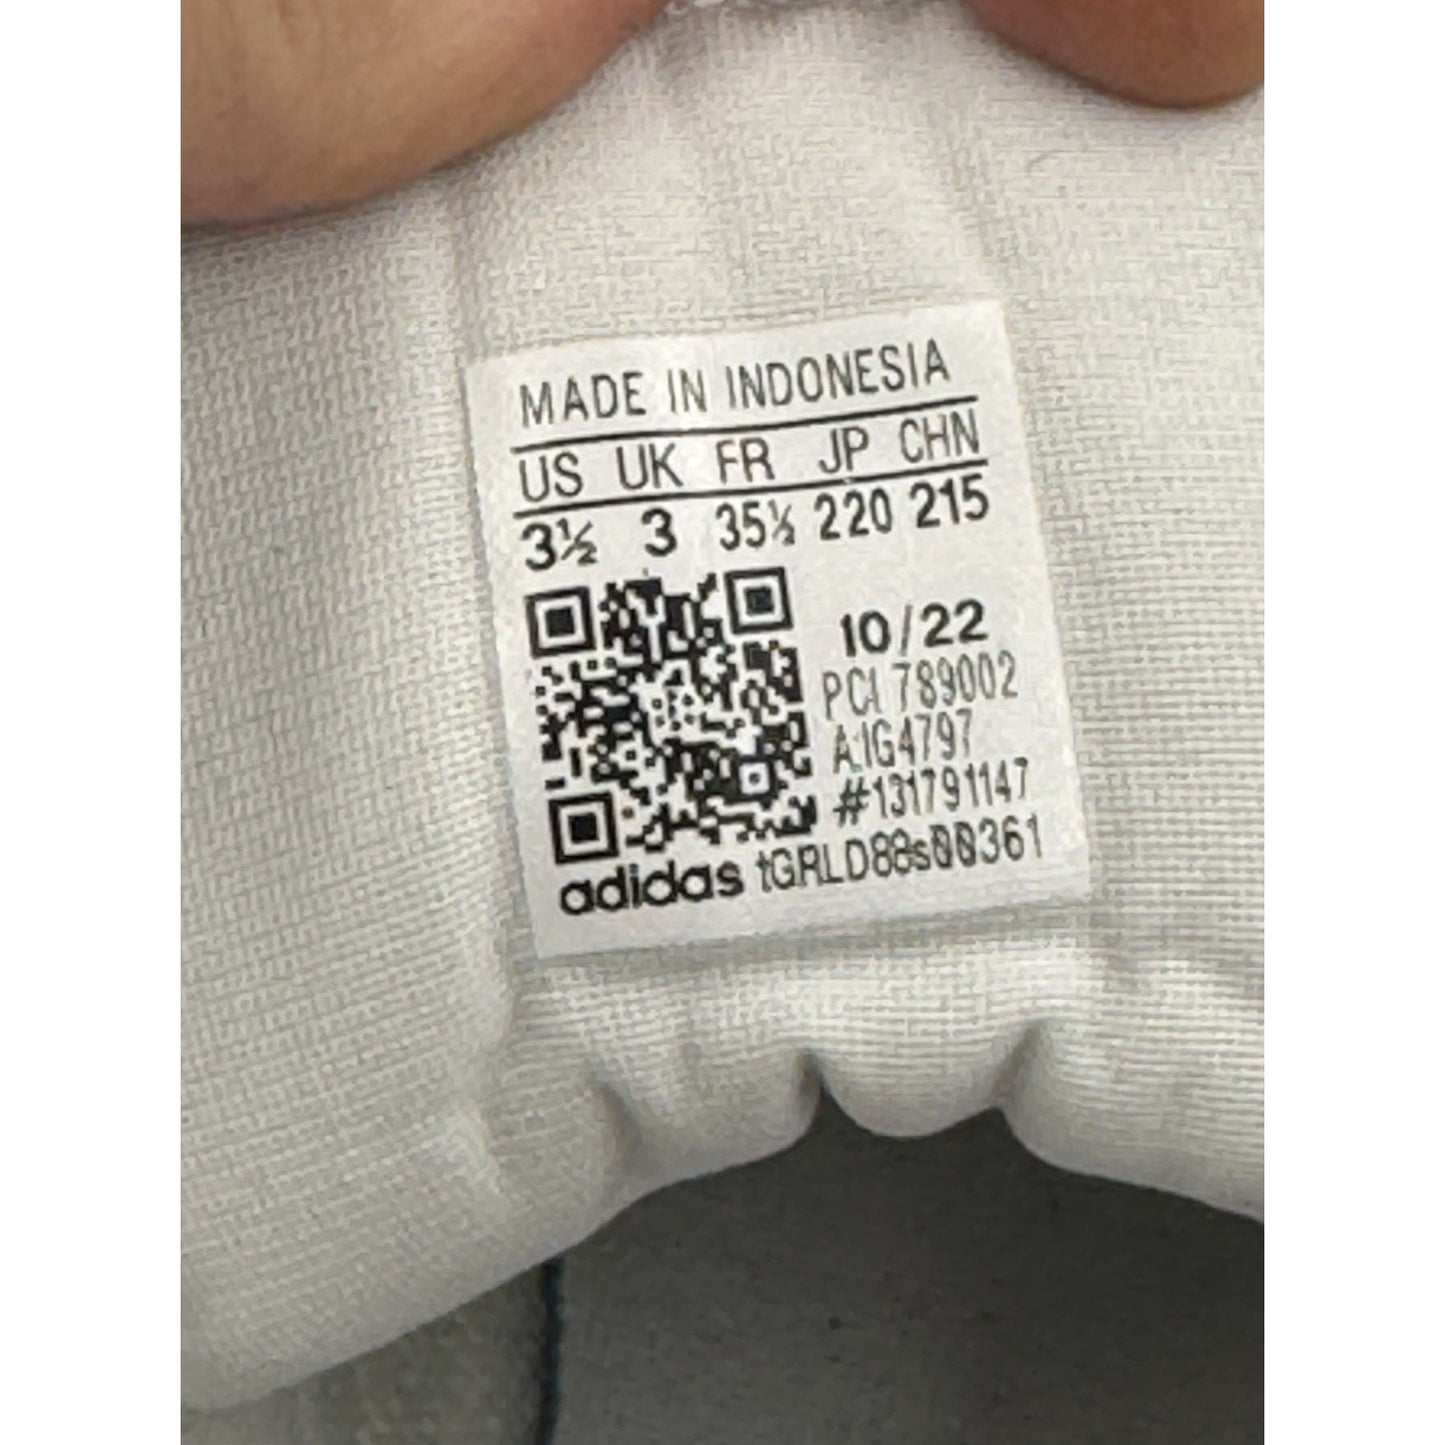 MADE IN INDONESIA
US UK FR JP CHN
3½ 3 35½ 220 215
10/22
PCI 789002
A:IG4797
#131791147
adidas tGRLD88s00361